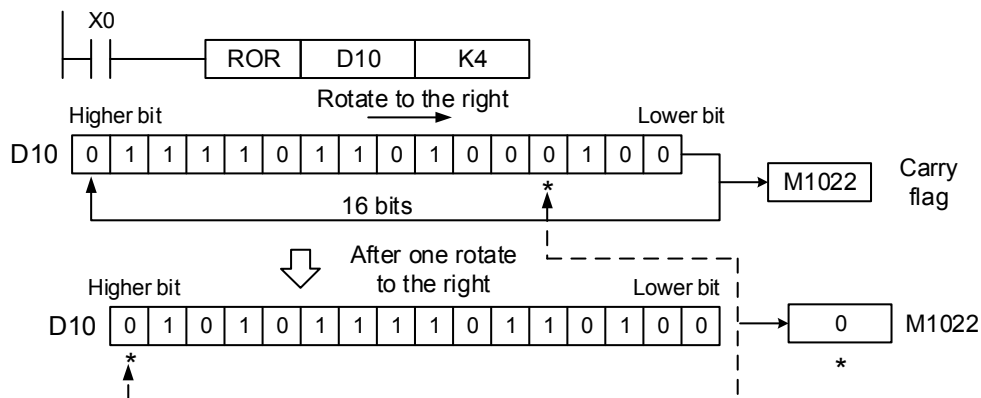 X0
ROR D10 K4
Rotate to the right
Higher bit Lower bit
D10 0 1 1 1 1 0 1 1 0 1 0 0 0 1 0 0 M1022 Carry flag
*
16 bits
After one rotate
to the right
Higher bit Lower bit
D10 0 1 0 1 0 1 1 1 1 0 1 1 0 1 0 0 0 M1022
* *